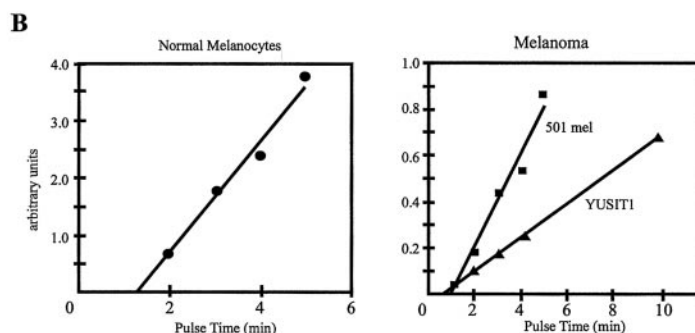 B
Normal Melanocytes
4.0
3.0
2.0
1.0
0
2
4
6
arbitrary units
Pulse Time (min)
Melanoma
1.0
0.8
0.6
0.4
0.2
0
2
4
6
8
10
501 mel
YUSIT1
Pulse Time (min)